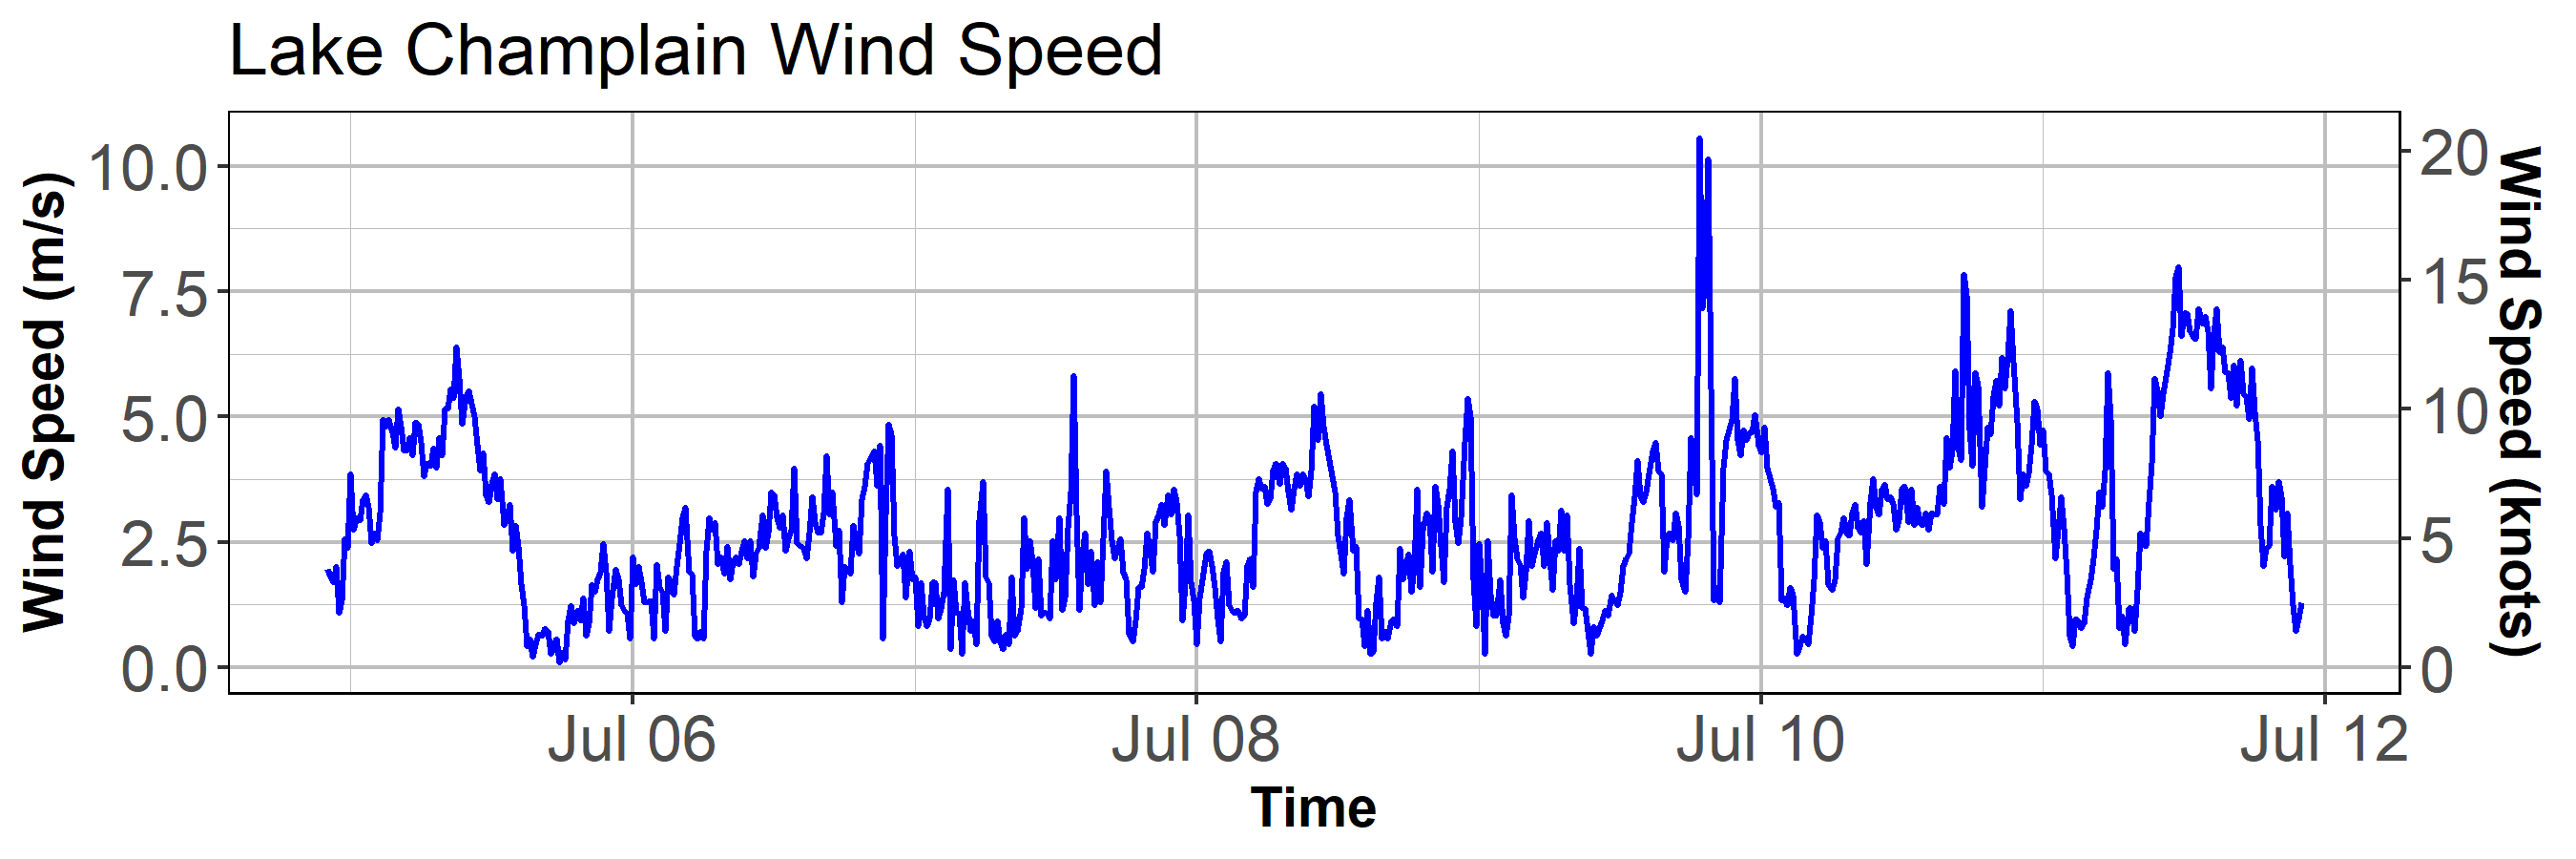 Lake Champlain Wind Speed
Wind Speed (m/s)
10.0
7.5
5.0
2.5
0.0
20
15
10
5
0
Wind Speed (knots)
Jul 06
Jul 08
Jul 10
Jul 12
Time